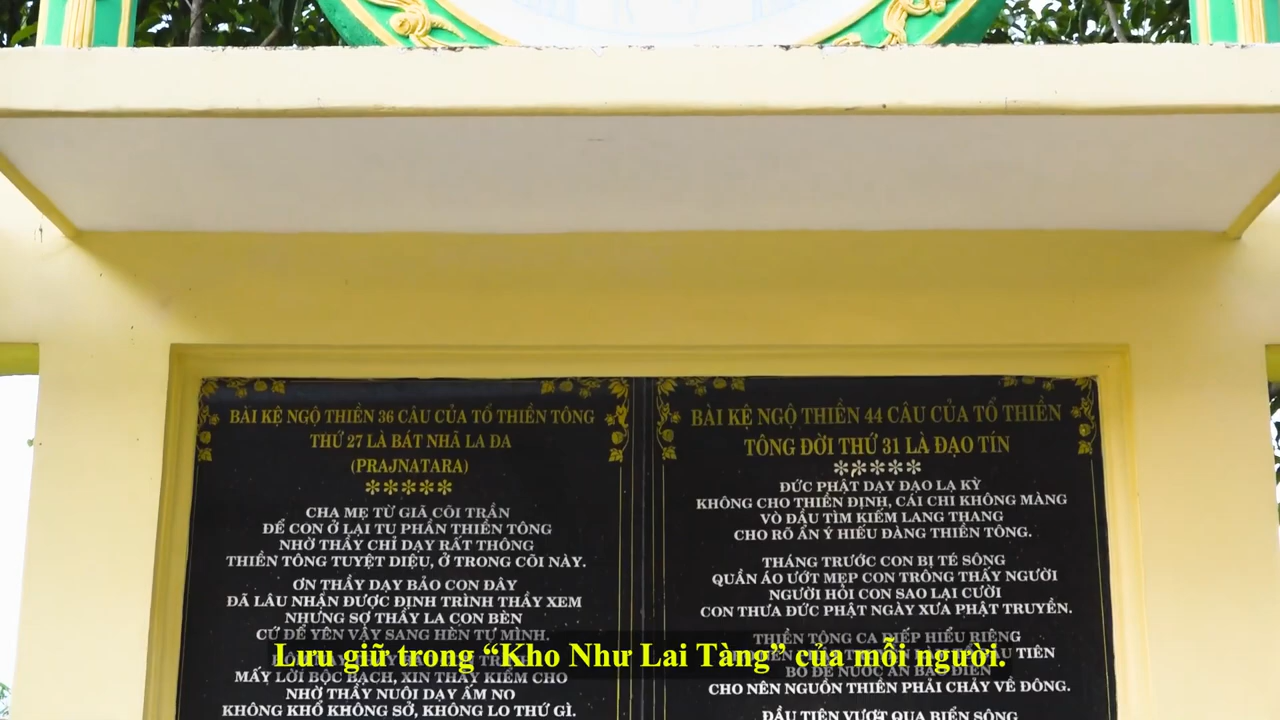 BÀI KỆ NGỘ THIỀN 36 CÂU CỦA TỔ THIỀN TÔNG
THỨ 27 LÀ BÁT NHÃ LA ĐA
(PRAJNATARA)
CHA MẸ TỪ GIÃ CÕI TRẦN
ĐỂ CON Ở LẠI TU PHẦN THIỀN TÔNG
NHỜ THẦY CHỈ DẠY RẤT THÔNG
THIỀN TÔNG TUYỆT DIỆU, Ở TRONG CÕI NÀY.
ƠN THẦY DẠY BẢO CON ĐÂY
ĐÃ LÂU NHẬN ĐƯỢC ĐỊNH TRÌNH THẦY XEM
NHƯNG SỢ THẦY LA CON BÈN
CỨ ĐỂ YÊN VẬY SANG HÈN TỰ MÌNH.
MẤY LỜI BỘC BẠCH, XIN THẦY KIỂM CHO
NHỜ THẦY NUÔI DẠY ẤM NO
KHÔNG KHỔ KHÔNG SỞ, KHÔNG LO THỨ GÌ.
BÀI KỆ NGỘ THIỀN 44 CÂU CỦA TỔ THIỀN
TÔNG ĐỜI THỨ 31 LÀ ĐẠO TÍN
ĐỨC PHẬT DẠY ĐẠO LẠ KỲ
KHÔNG CHO THIỀN ĐỊNH, CÁI CHI KHÔNG MÀNG
VÒ ĐẦU TÌM KIẾM LANG THANG
CHO RÕ ẨN Ý HIẾU ĐÀNG THIỀN TÔNG.
THÁNG TRƯỚC CON BỊ TÉ SÔNG
QUẦN ÁO ƯỚT MẸP CON TRÔNG THẤY NGƯỜI
NGƯỜI HỎI CON SAO LẠI CƯỜI
CON THƯA ĐỨC PHẬT NGÀY XƯA PHẬT TRUYỀN.
THIỀN TÔNG CA DIẾP HIỂU RIÊNG
ĐẦU TIÊN
CHO NÊN NGUỒN THIỀN PHẢI CHẢY VỀ ĐÔNG.
ĐẦU TIÊN VƯỢT QUA BIỂN SÔNG
Lưu giữ trong “Kho Như Lai Tàng” của mỗi người.